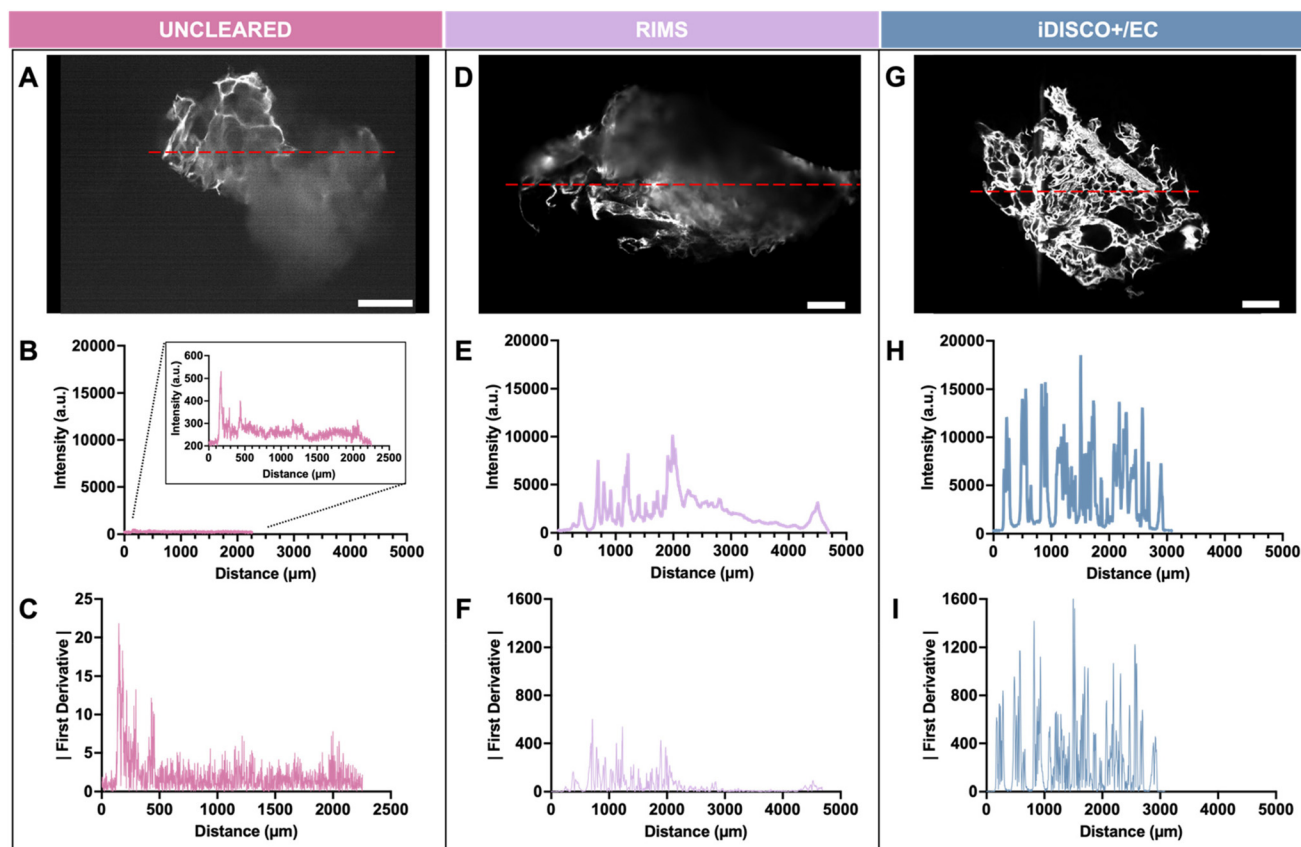 UNCLEARED
RIMS
iDISCO+/EC
A
D
G
B
20000
15000
10000
5000
0
Intensity (a.u.)
0 1000 2000 3000 4000 5000
Distance (µm)
600
500
400
300
200
Intensity (a.u.)
0 500 1000 1500 2000 2500
Distance (µm)
E
20000
15000
10000
5000
0
Intensity (a.u.)
0 1000 2000 3000 4000 5000
Distance (µm)
H
20000
15000
10000
5000
0
Intensity (a.u.)
0 1000 2000 3000 4000 5000
Distance (µm)
C
25
20
15
10
5
0
| First Derivative |
0 500 1000 1500 2000 2500
Distance (µm)
F
1600
1200
800
400
0
| First Derivative |
0 1000 2000 3000 4000 5000
Distance (µm)
I
1600
1200
800
400
0
| First Derivative |
0 1000 2000 3000 4000 5000
Distance (µm)